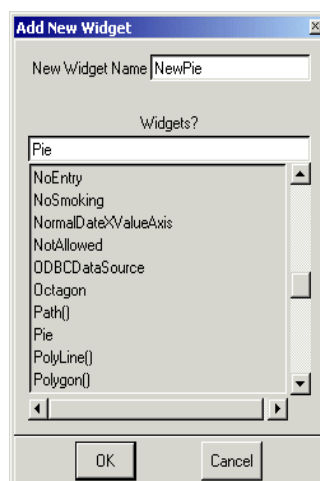 Add New Widget
New Widget Name NewPie
Widgets?
Pie
NoEntry
NoSmoking
NormalDateXValueAxis
NotAllowed
ODBCDataSource
Octagon
Path()
Pie
PolyLine()
Polygon()
OK Cancel